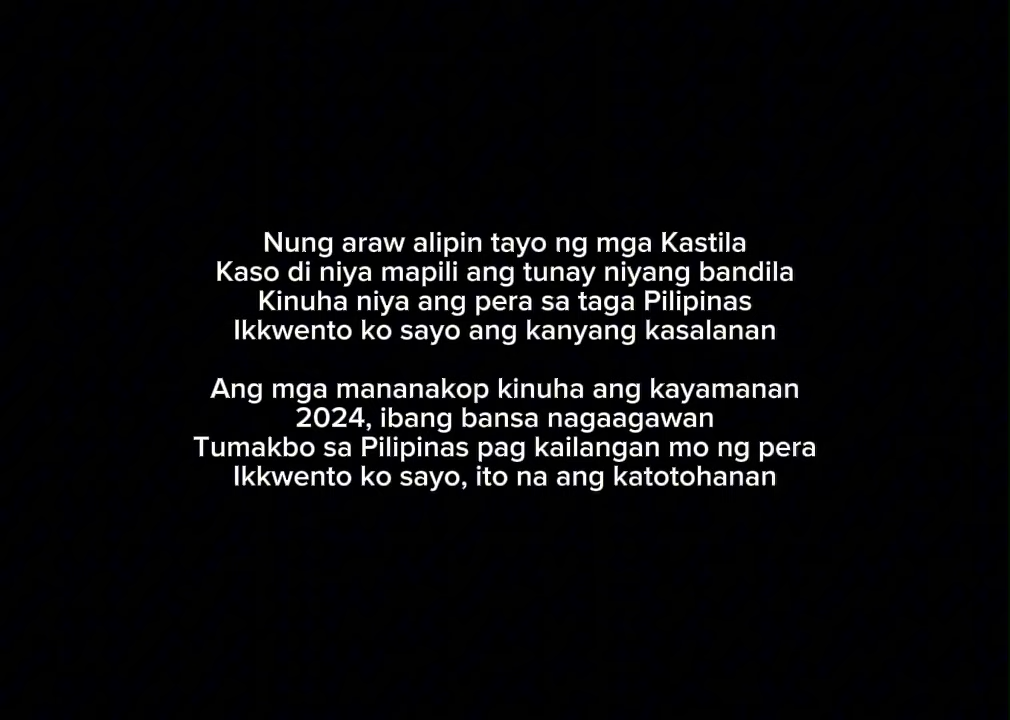 Nung araw alipin tayo ng mga Kastila
Kaso di niya mapili ang tunay niyang bandila
Kinuha niya ang pera sa taga Pilipinas
Ikkwento ko sayo ang kanyang kasalanan
Ang mga mananakop kinuha ang kayamanan
2024, ibang bansa nagaagawan
Tumakbo sa Pilipinas pag kailangan mo ng pera
Ikkwento ko sayo, ito na ang katotohanan